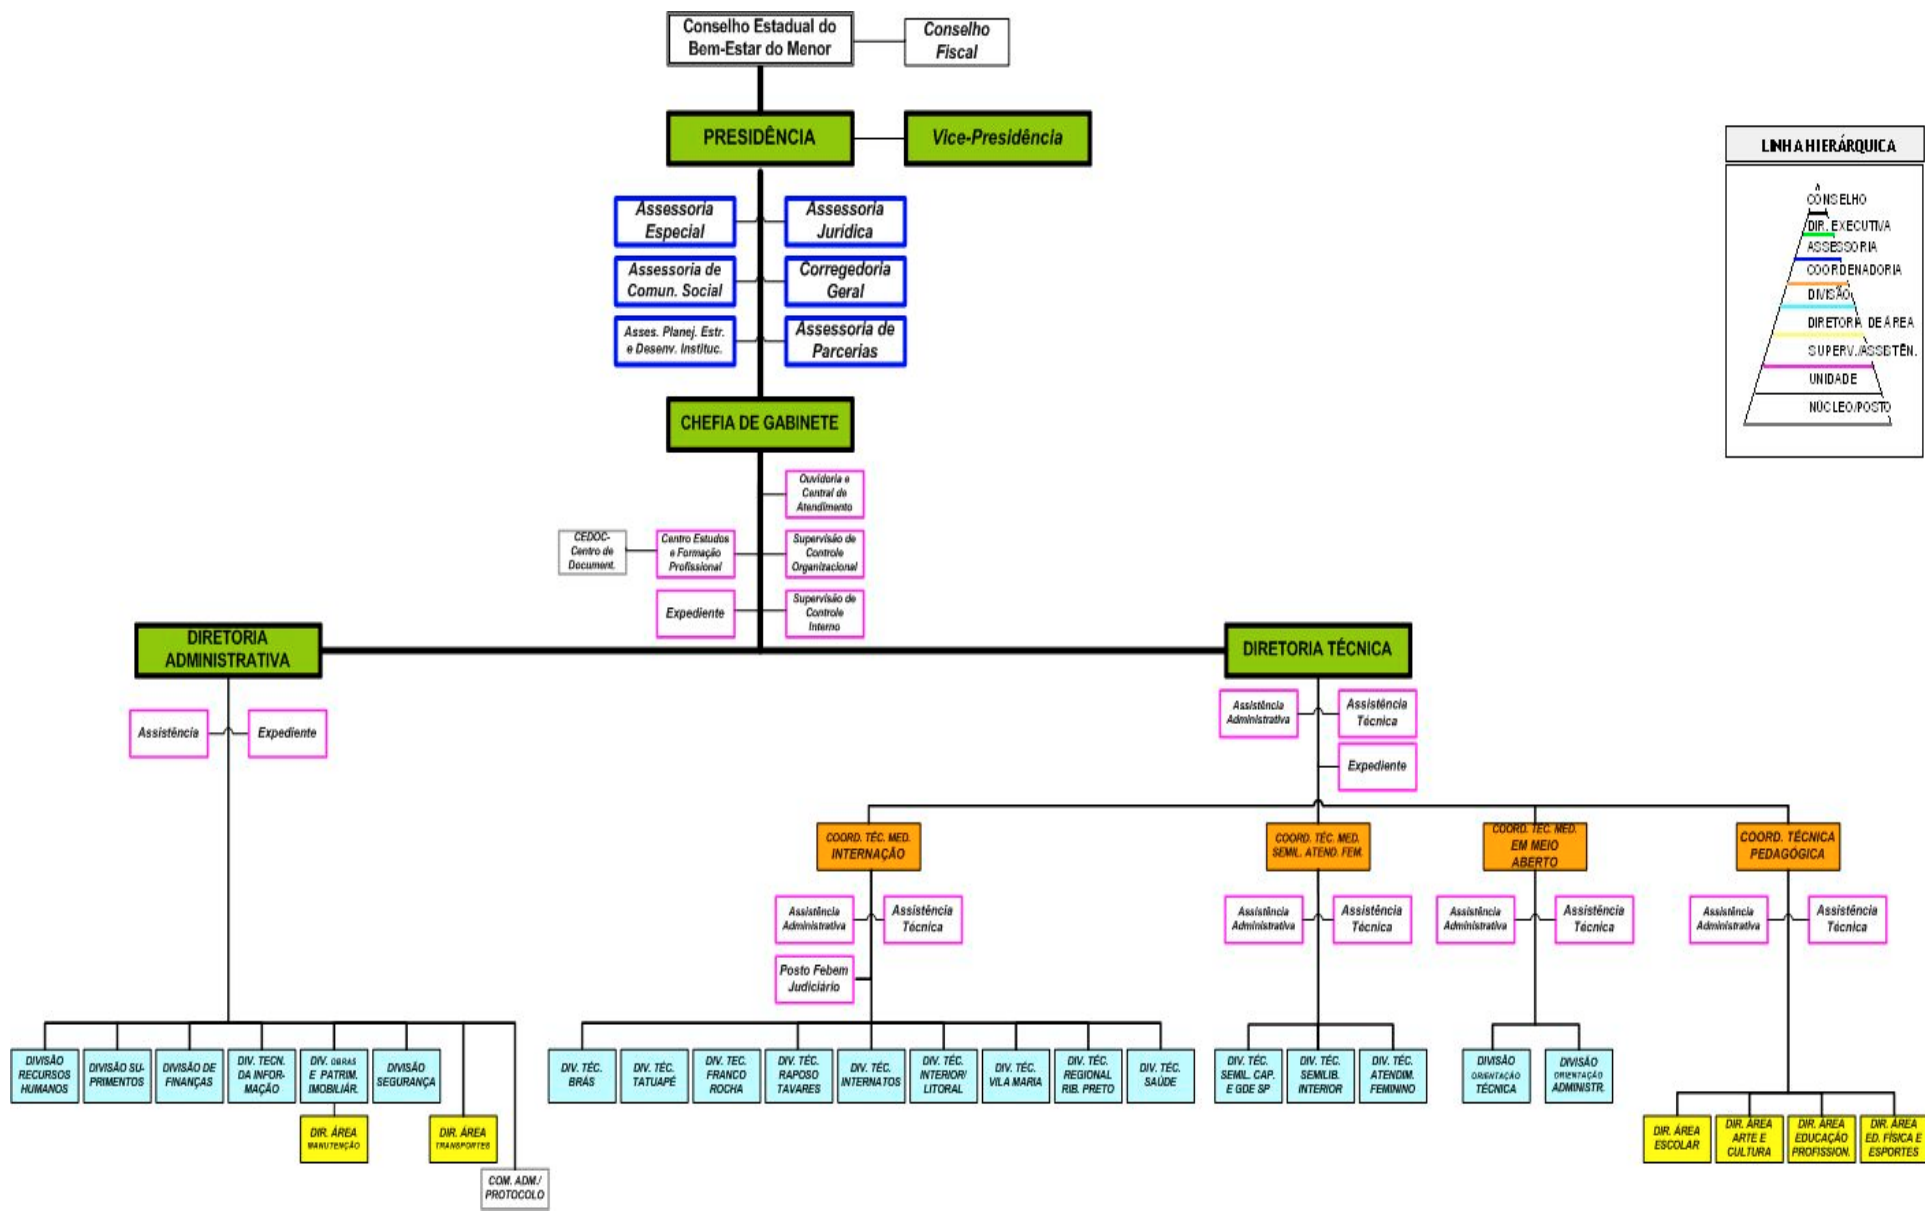 Conselho Estadual do
Bem-Estar do Menor
Conselho
Fiscal
PRESIDÊNCIA
Vice-Presidência
LINHA HIERÁRQUICA
CONSELHO
DIR. EXECUTIVA
ASSESSORIA
COORDENADORIA
DIVISÃO
DIRETORIA DE ÁREA
SUPERV./ASSISTÊN.
UNIDADE
NÚCLEO/POSTO
Assessoria
Especial
Assessoria
Jurídica
Assessoria de
Comun. Social
Corregedoria
Geral
Asses. Planej. Estr.
e Desenv. Instituc.
Assessoria de
Parcerias
CHEFIA DE GABINETE
Ouvidoria e
Central de
Atendimento
CEDOC-
Centro de
Document.
Centro Estudos
e Formação
Profissional
Supervisão de
Controle
Organizacional
Expediente
Supervisão de
Controle
Interno
DIRETORIA
ADMINISTRATIVA
DIRETORIA TÉCNICA
Assistência
Expediente
Assistência
Administrativa
Assistência
Técnica
Expediente
COORD. TÉC. MED.
INTERNAÇÃO
COORD. TÉC. MED.
SEMIL. ATEND. FEM.
COORD. TÉC. MED.
EM MEIO
ABERTO
COORD. TÉCNICA
PEDAGÓGICA
Assistência
Administrativa
Assistência
Técnica
Assistência
Administrativa
Assistência
Técnica
Assistência
Administrativa
Assistência
Técnica
Assistência
Administrativa
Assistência
Técnica
Posto Febem
Judiciário
DIVISÃO
RECURSOS
HUMANOS
DIVISÃO SU-
PRIMENTOS
DIVISÃO DE
FINANÇAS
DIV. TECN.
DA INFOR-
MAÇÃO
DIV. OBRAS
E PATRIM.
IMOBILIÁR.
DIVISÃO
SEGURANÇA
DIV. TÉC.
BRÁS
DIV. TÉC.
TATUAPÉ
DIV. TEC.
FRANCO
ROCHA
DIV. TÉC.
RAPOSO
TAVARES
DIV. TÉC.
INTERNATOS
DIV. TÉC.
INTERIOR/
LITORAL
DIV. TÉC.
VILA MARIA
DIV. TÉC.
REGIONAL
RIB. PRETO
DIV. TÉC.
SAÚDE
DIV. TÉC.
SEMIL. CAP.
E GDE SP
DIV. TÉC.
SEMILIB.
INTERIOR
DIV. TÉC.
ATENDIM.
FEMININO
DIVISÃO
ORIENTAÇÃO
TÉCNICA
DIVISÃO
ORIENTAÇÃO
ADMINISTR.
DIR. ÁREA
MANUTENÇÃO
DIR. ÁREA
TRANSPORTES
DIR. ÁREA
ESCOLAR
DIR. ÁREA
ARTE E
CULTURA
DIR. ÁREA
EDUCAÇÃO
PROFISSION.
DIR. ÁREA
ED. FÍSICA E
ESPORTES
COM. ADM./
PROTOCOLO